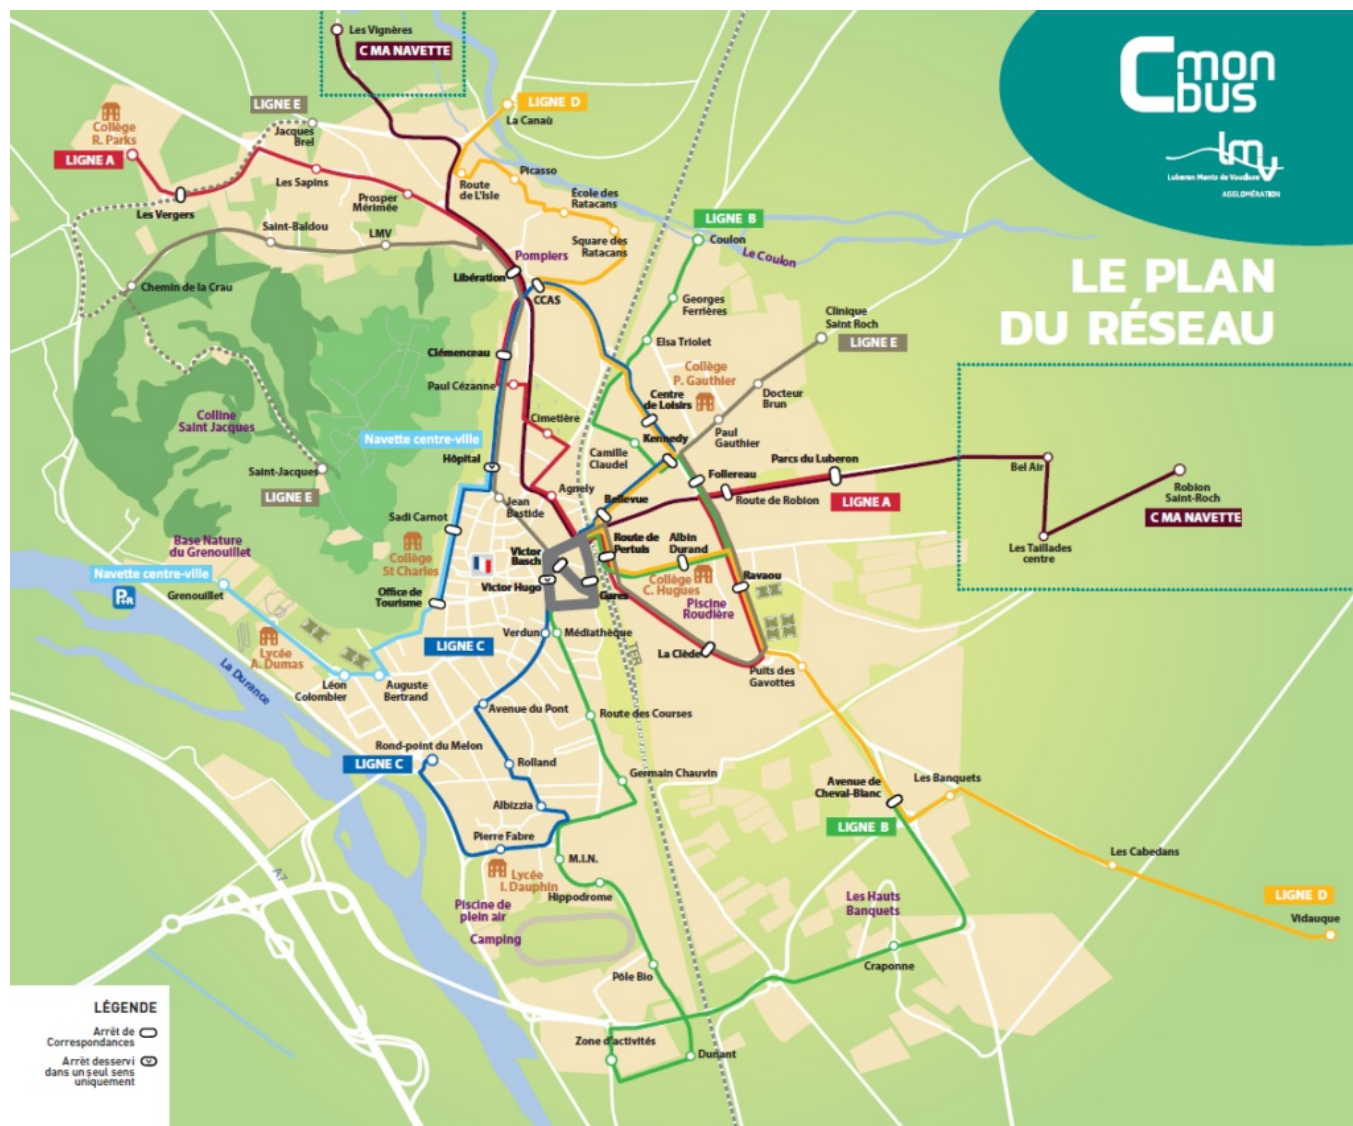 Les Vignères
C MA NAVETTE
LIGNE E
LIGNE D
La Canaù
Collège
R. Parks
Jacques
Brel
LIGNE A
Les Sapins
Prosper
Mérimée
Route
de L'Isle
Picasso
École des
Ratacans
Les Vergers
Saint-Baldou
LMV
Square des
Ratacans
LIGNE B
Coulon
Le Coulon
Pompiers
Libération
Chemin de la Crau
CCAS
Georges
Ferrières
Clinique
Saint Roch
LIGNE E
Elsa Triolet
Clémenceau
Collège
P. Gauthier
Paul Cézanne
Docteur
Brun
Centre
de Loisirs
Colline
Saint Jacques
Cimetière
Paul
Gauthier
Navette centre-ville
Kennedy
Camille
Claudel
Hôpital
Follereau
Parcs du Luberon
Bel Air
Saint-Jacques
LIGNE E
Agnely
Jean
Bastide
Bellevue
Route de Robion
LIGNE A
Robion
Saint-Roch
C MA NAVETTE
Sadi Carnot
Les Taillades
centre
Base Nature
du Grenouillet
Collège
St Charles
Victor
Basch
Route de
Pertuis
Albin
Durand
Navette centre-ville
P+R
Grenouillet
Victor Hugo
Gares
Collège
C. Hugues
Ravaou
Office de
Tourisme
Piscine
Roudière
Lycée
A. Dumas
LIGNE C
Verdun
Médiathèque
TER
La Clède
Puits des
Gavottes
La Durance
Léon
Colombier
Auguste
Bertrand
Avenue du Pont
Route des Courses
Rond-point du Melon
LIGNE C
Rolland
Germain Chauvin
Avenue de
Cheval-Blanc
Les Banquets
Albizzia
LIGNE B
Pierre Fabre
M.I.N.
Les Cabedans
A7
Lycée
I. Dauphin
Hippodrome
Les Hauts
Banquets
LIGNE D
Vidauque
Piscine de
plein air
Camping
Craponne
Pôle Bio
Zone d'activités
Dunant
C mon
bus
LMV
Luberon Monts de Vaucluse
AGGLOMÉRATION
LE PLAN
DU RÉSEAU
LÉGENDE
Arrêt de
Correspondances
Arrêt desservi
dans un seul sens
uniquement